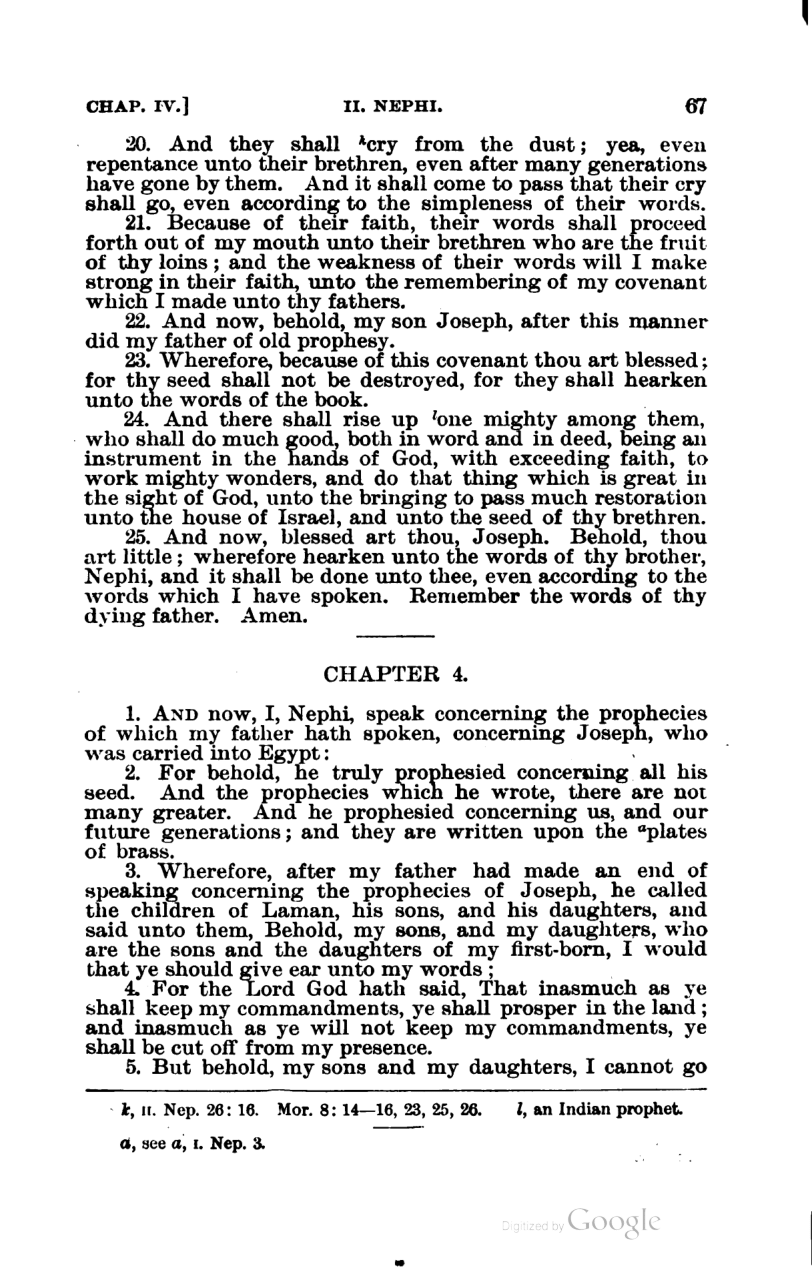 CHAP. IV.] II. NEPHI. 67
20. And they shall kcry from the dust; yea, even
repentance unto their brethren, even after many generations
have gone by them. And it shall come to pass that their cry
shall go, even according to the simpleness of their words.
21. Because of their faith, their words shall proceed
forth out of my mouth unto their brethren who are the fruit
of thy loins; and the weakness of their words will I make
strong in their faith, unto the remembering of my covenant
which I made unto thy fathers.
22. And now, behold, my son Joseph, after this manner
did my father of old prophesy.
23. Wherefore, because of this covenant thou art blessed;
for thy seed shall not be destroyed, for they shall hearken
unto the words of the book.
24. And there shall rise up lone mighty among them,
who shall do much good, both in word and in deed, being an
instrument in the hands of God, with exceeding faith, to
work mighty wonders, and do that thing which is great in
the sight of God, unto the bringing to pass much restoration
unto the house of Israel, and unto the seed of thy brethren.
25. And now, blessed art thou, Joseph. Behold, thou
art little; wherefore hearken unto the words of thy brother,
Nephi, and it shall be done unto thee, even according to the
words which I have spoken. Remember the words of thy
dying father. Amen.
CHAPTER 4.
1. AND now, I, Nephi, speak concerning the prophecies
of which my father hath spoken, concerning Joseph, who
was carried into Egypt:
2. For behold, he truly prophesied concerning all his
seed. And the prophecies which he wrote, there are not
many greater. And he prophesied concerning us, and our
future generations; and they are written upon the aplates
of brass.
3. Wherefore, after my father had made an end of
speaking concerning the prophecies of Joseph, he called
the children of Laman, his sons, and his daughters, and
said unto them, Behold, my sons, and my daughters, who
are the sons and the daughters of my first-born, I would
that ye should give ear unto my words;
4. For the Lord God hath said, That inasmuch as ye
shall keep my commandments, ye shall prosper in the land;
and inasmuch as ye will not keep my commandments, ye
shall be cut off from my presence.
5. But behold, my sons and my daughters, I cannot go
k, II. Nep. 26: 16. Mor. 8: 14—16, 23, 25, 26. l, an Indian prophet.
a, see a, I. Nep. 3.
Digitized by Google